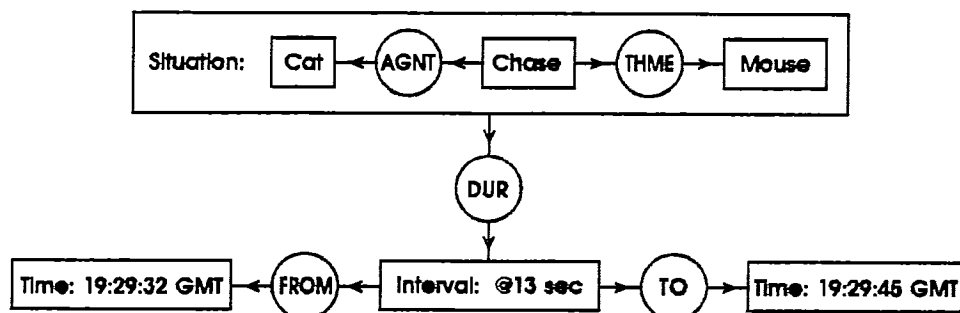 Situation: Cat AGNT Chase THME Mouse
DUR
Time: 19:29:32 GMT FROM Interval: @13 sec TO Time: 19:29:45 GMT